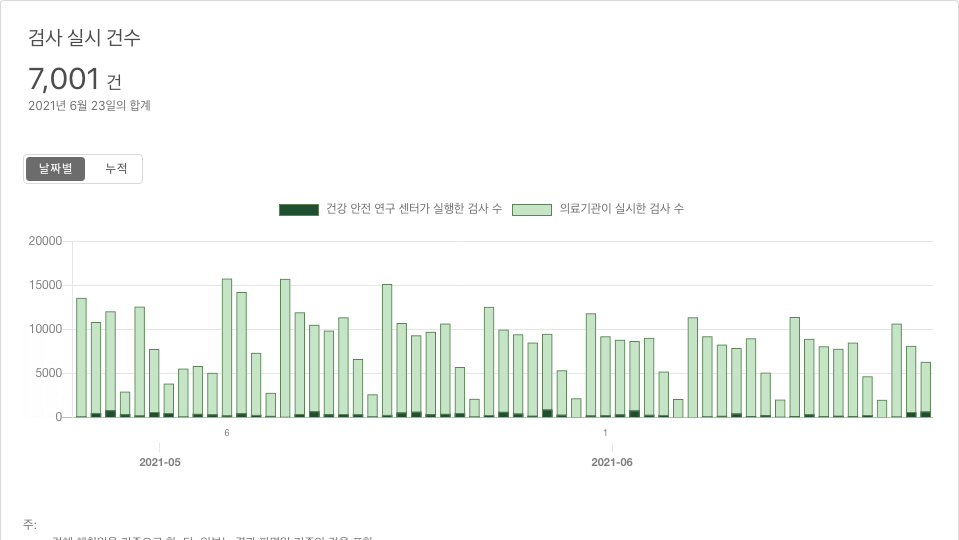 검사 실시 건수
7,001 건
2021년 6월 23일의 합계
날짜별 누적
건강 안전 연구 센터가 실행한 검사 수 의료기관이 실시한 검사 수
20000
15000
10000
5000
0
6 1
2021-05 2021-06
주: